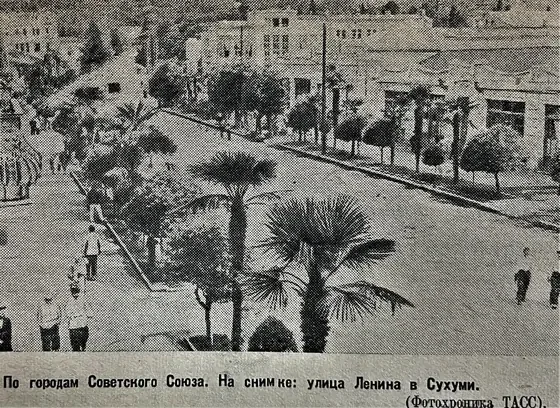 По городам Советского Союза. На снимке: улица Ленина в Сухуми.
(Фотохроника ТАСС).